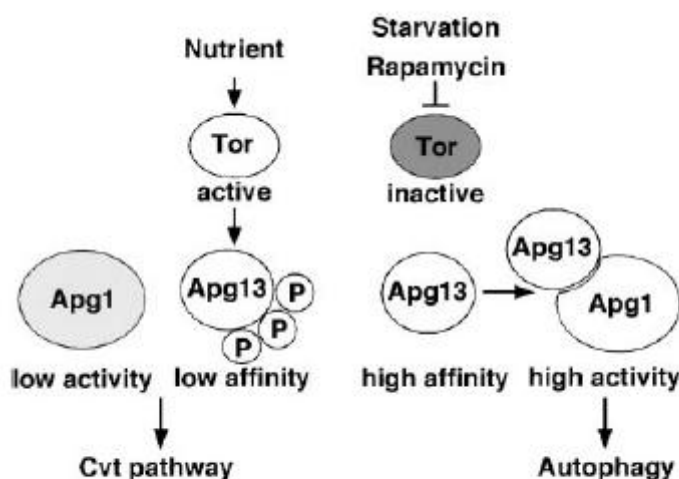 Nutrient
Tor
active
Apg1
Apg13
P
P
P
low activity
low affinity
Cvt pathway
Starvation
Rapamycin
Tor
inactive
Apg13
Apg13
Apg1
high affinity
high activity
Autophagy